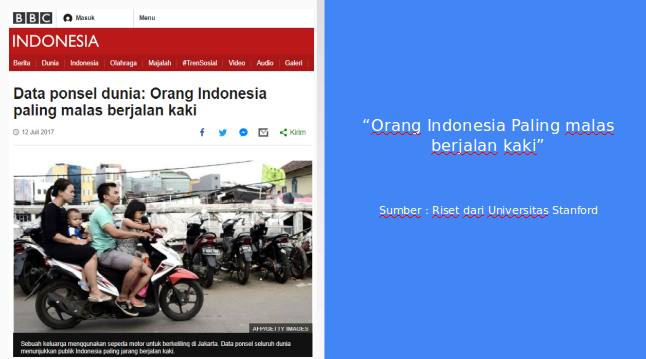 BBC Masuk Menu
INDONESIA
Berita Dunia Indonesia Olahraga Majalah #TrenSosial Video Audio Galeri
Data ponsel dunia: Orang Indonesia
paling malas berjalan kaki
12 Juli 2017 Kirim
AFP/GETTY IMAGES
Sebuah keluarga menggunakan sepeda motor untuk berkeliling di Jakarta. Data ponsel seluruh dunia
menunjukkan publik Indonesia paling jarang berjalan kaki.
“Orang Indonesia Paling malas
berjalan kaki”
Sumber : Riset dari Universitas Stanford